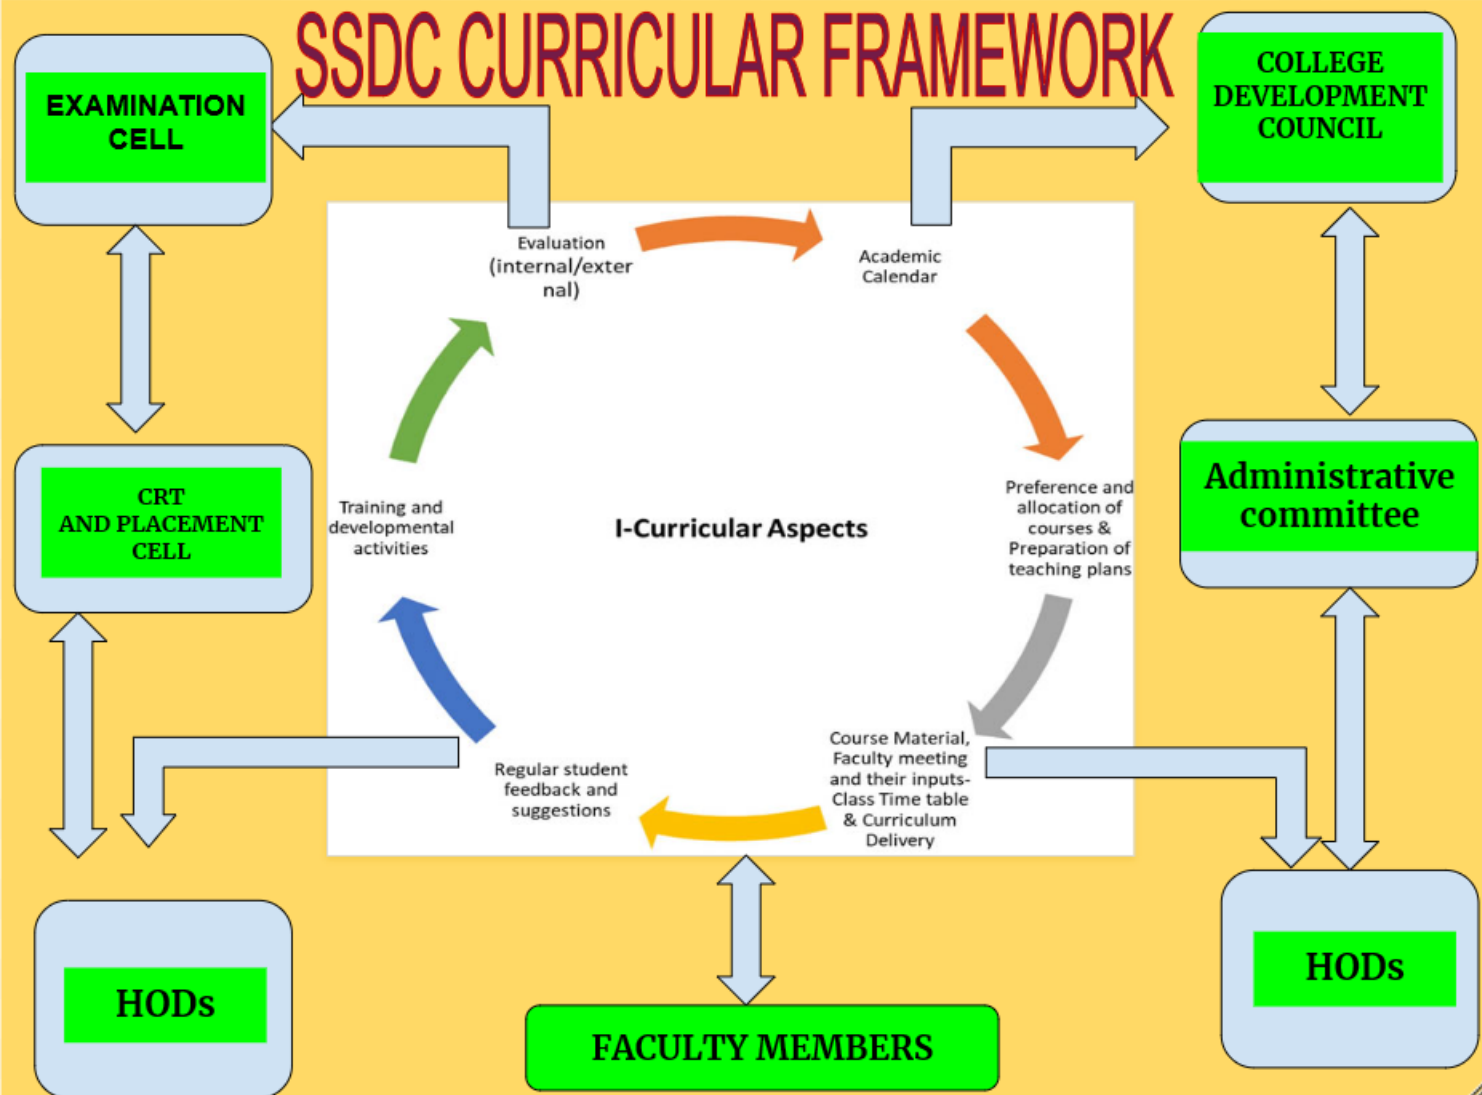 SSDC CURRICULAR FRAMEWORK
EXAMINATION
CELL
COLLEGE
DEVELOPMENT
COUNCIL
Evaluation
(internal/exter
nal)
Academic
Calendar
CRT
AND PLACEMENT
CELL
Training and
developmental
activities
I-Curricular Aspects
Preference and
allocation of
courses &
Preparation of
teaching plans
Administrative
committee
Regular student
feedback and
suggestions
Course Material,
Faculty meeting
and their inputs-
Class Time table
& Curriculum
Delivery
HODs
FACULTY MEMBERS
HODs